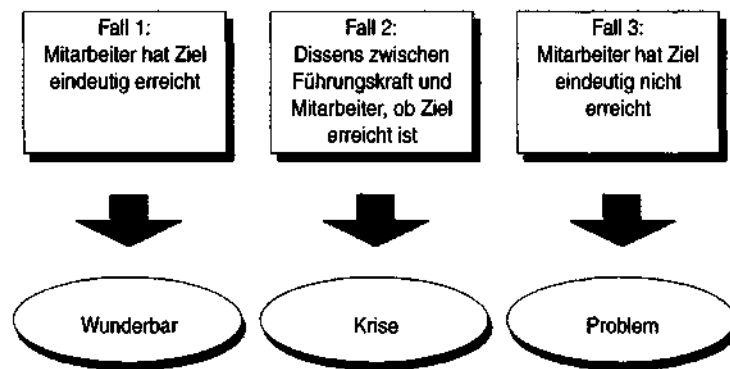 Fall 1:
Mitarbeiter hat Ziel
eindeutig erreicht
Fall 2:
Dissens zwischen
Führungskraft und
Mitarbeiter, ob Ziel
erreicht ist
Fall 3:
Mitarbeiter hat Ziel
eindeutig nicht
erreicht
Wunderbar
Krise
Problem